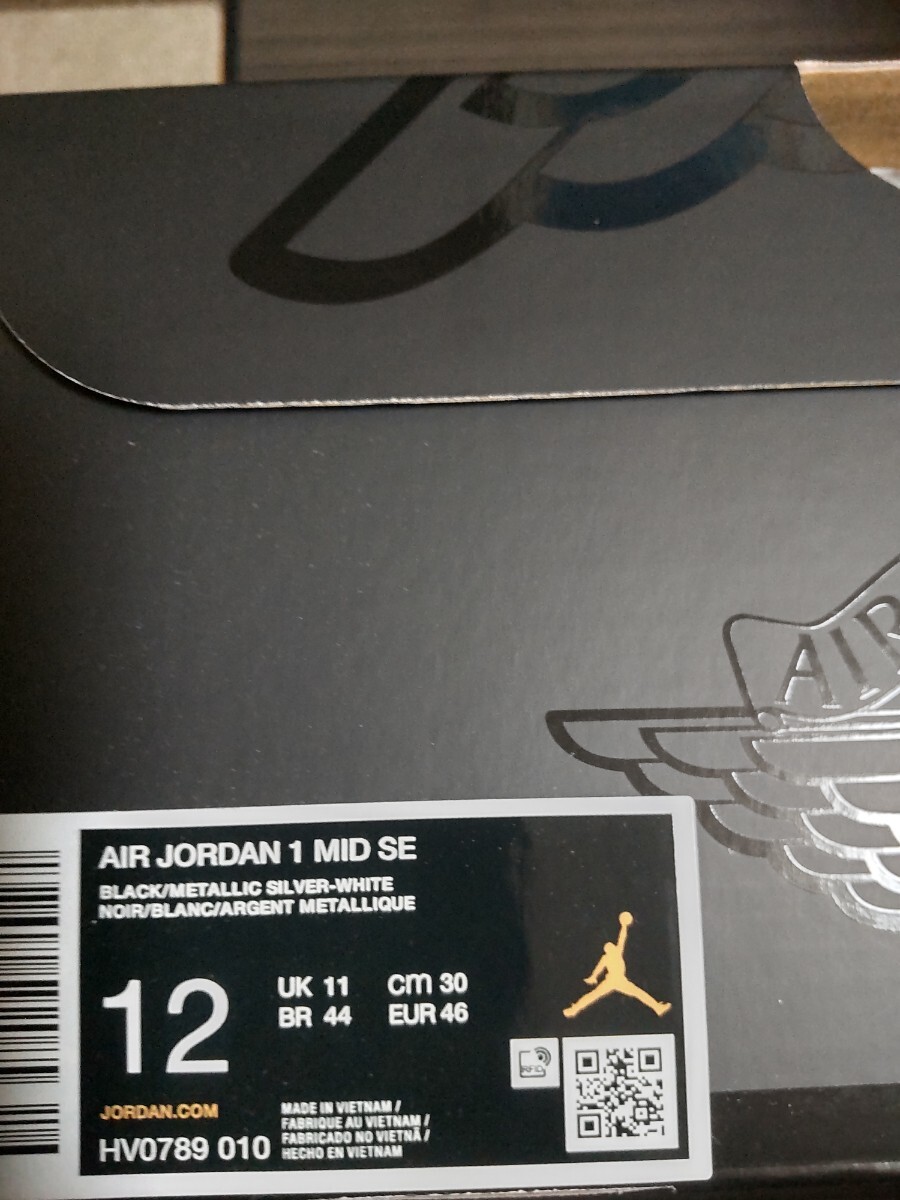 AIR
AIR JORDAN 1 MID SE
BLACK/METALLIC SILVER-WHITE
NOIR/BLANC/ARGENT METALLIQUE
12
UK 11 cm 30
BR 44 EUR 46
RFID
JORDAN.COM
HV0789 010
MADE IN VIETNAM /
FABRIQUE AU VIETNAM /
FABRICADO NO VIETNÃ /
HECHO EN VIETNAM